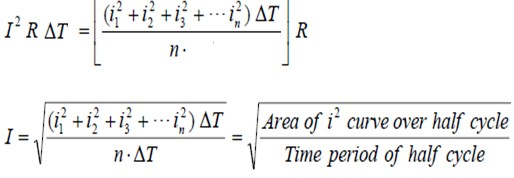 I² R ΔT = [(i₁² + i₂² + i₃² + ⋯ iₙ²) ΔT / n·] R
I = √((i₁² + i₂² + i₃² + ⋯ iₙ²) ΔT / n·ΔT) = √(Area of i² curve over half cycle / Time period of half cycle)